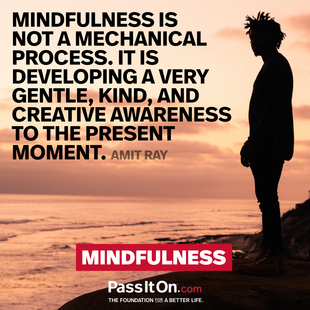 MINDFULNESS IS
NOT A MECHANICAL
PROCESS. IT IS
DEVELOPING A VERY
GENTLE, KIND, AND
CREATIVE AWARENESS
TO THE PRESENT
MOMENT. AMIT RAY
MINDFULNESS
PassItOn.com
THE FOUNDATION FOR A BETTER LIFE.